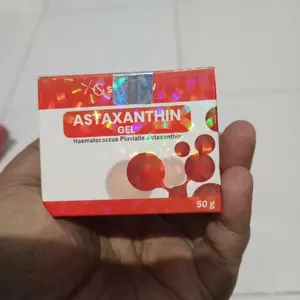 ASTAXANTHIN
GEL
Haematococcus Pluvialis Astaxanthin
50 g